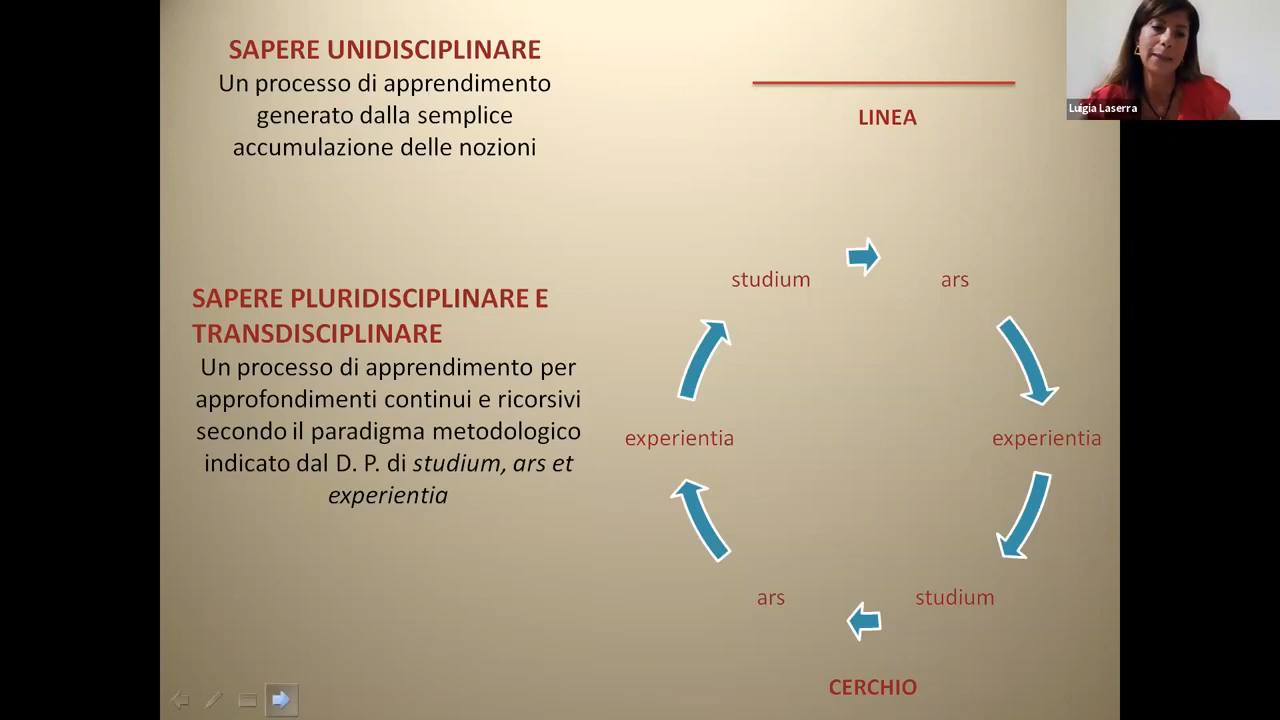 SAPERE UNIDISCIPLINARE
Un processo di apprendimento
generato dalla semplice
accumulazione delle nozioni
LINEA
Luigia Laserra
SAPERE PLURIDISCIPLINARE E
TRANSDISCIPLINARE
Un processo di apprendimento per
approfondimenti continui e ricorsivi
secondo il paradigma metodologico
indicato dal D. P. di studium, ars et
experientia
studium
ars
experientia
studium
ars
experientia
CERCHIO